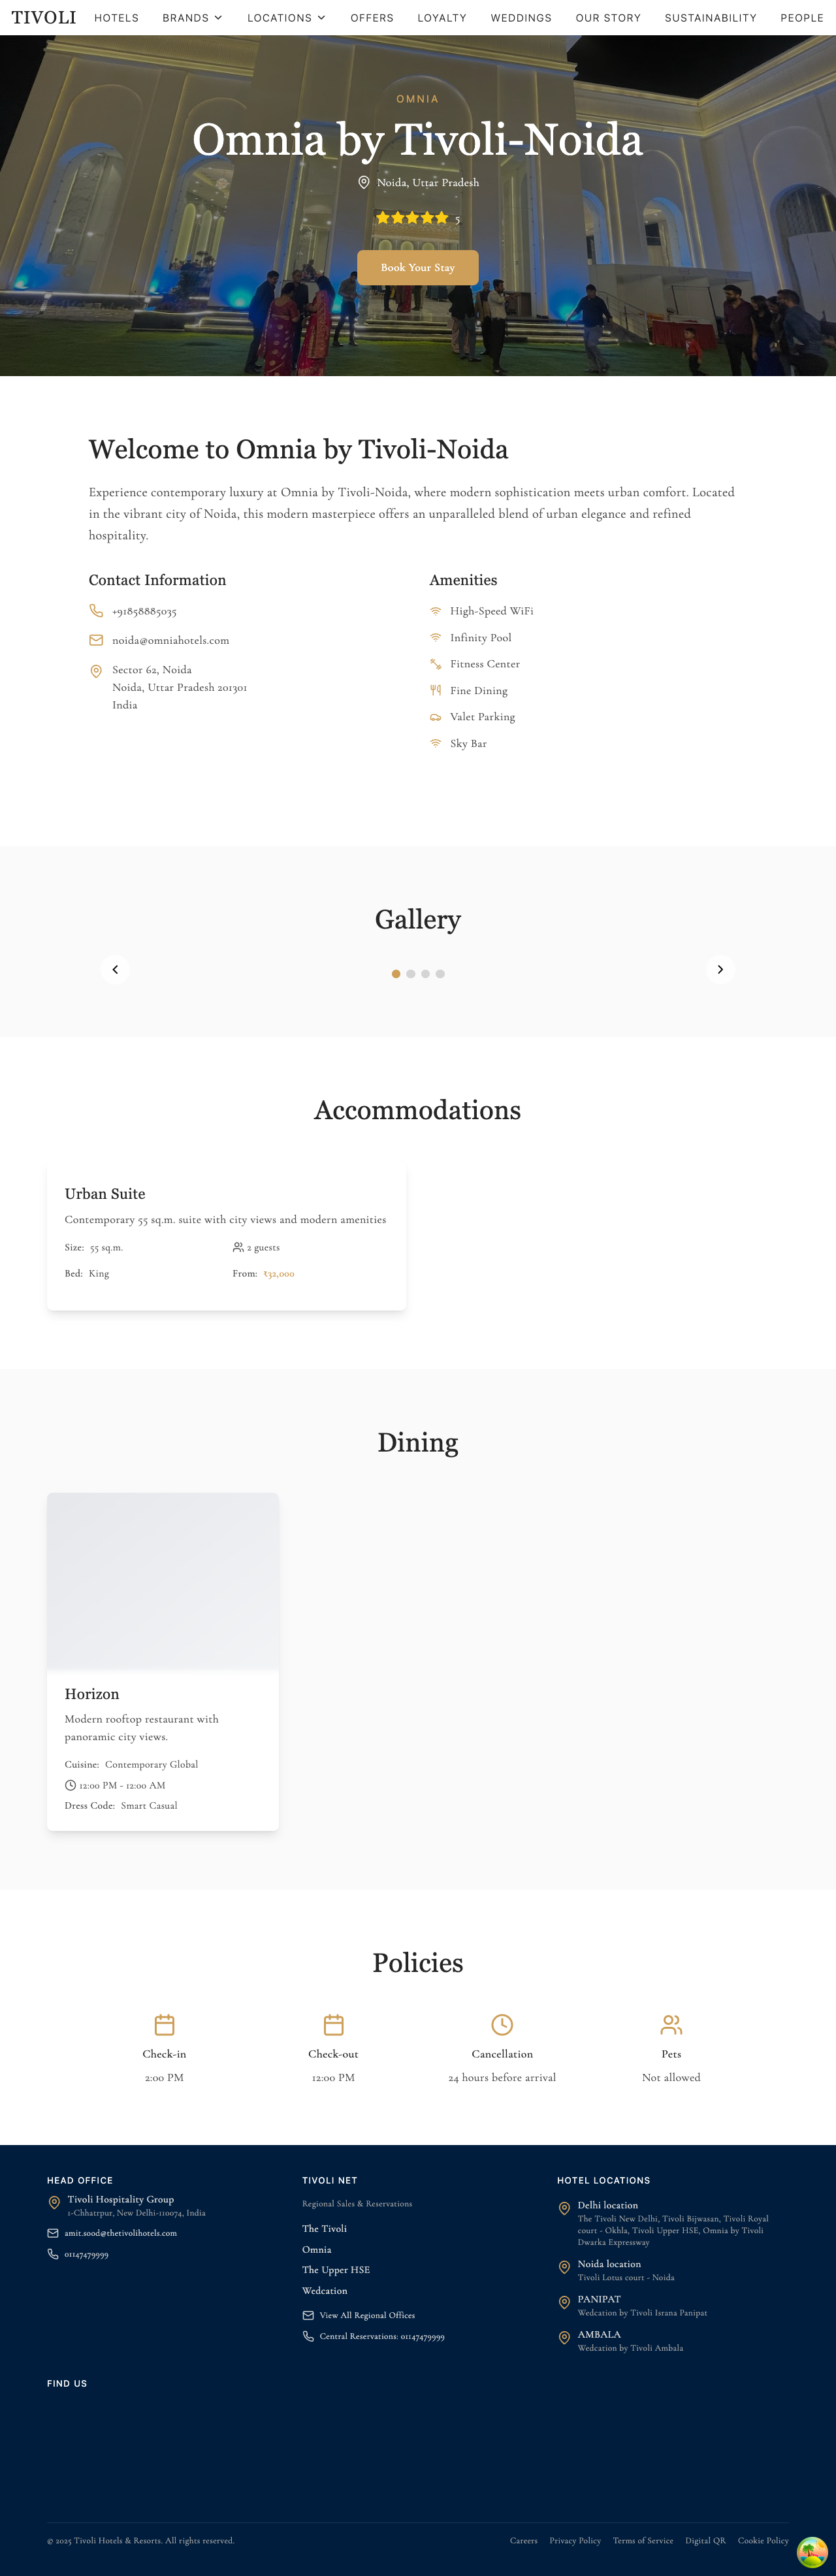 TIVOLI HOTELS BRANDS LOCATIONS OFFERS LOYALTY WEDDINGS OUR STORY SUSTAINABILITY PEOPLE
OMNIA
Omnia by Tivoli-Noida
Noida, Uttar Pradesh
5
Book Your Stay
Welcome to Omnia by Tivoli-Noida
Experience contemporary luxury at Omnia by Tivoli-Noida, where modern sophistication meets urban comfort. Located
in the vibrant city of Noida, this modern masterpiece offers an unparalleled blend of urban elegance and refined
hospitality.
Contact Information
+91858885035
noida@omniahotels.com
Sector 62, Noida
Noida, Uttar Pradesh 201301
India
Amenities
High-Speed WiFi
Infinity Pool
Fitness Center
Fine Dining
Valet Parking
Sky Bar
Gallery
Accommodations
Urban Suite
Contemporary 55 sq.m. suite with city views and modern amenities
Size: 55 sq.m. 2 guests
Bed: King From: ₹32,000
Dining
Horizon
Modern rooftop restaurant with
panoramic city views.
Cuisine: Contemporary Global
12:00 PM - 12:00 AM
Dress Code: Smart Casual
Policies
Check-in
2:00 PM
Check-out
12:00 PM
Cancellation
24 hours before arrival
Pets
Not allowed
HEAD OFFICE
Tivoli Hospitality Group
1-Chhatrpur, New Delhi-110074, India
amit.sood@thetivolihotels.com
01147479999
TIVOLI NET
Regional Sales & Reservations
The Tivoli
Omnia
The Upper HSE
Wedcation
View All Regional Offices
Central Reservations: 01147479999
HOTEL LOCATIONS
Delhi location
The Tivoli New Delhi, Tivoli Bijwasan, Tivoli Royal
court - Okhla, Tivoli Upper HSE, Omnia by Tivoli
Dwarka Expressway
Noida location
Tivoli Lotus court - Noida
PANIPAT
Wedcation by Tivoli Istana Panipat
AMBALA
Wedcation by Tivoli Ambala
FIND US
© 2025 Tivoli Hotels & Resorts. All rights reserved.
Careers Privacy Policy Terms of Service Digital QR Cookie Policy